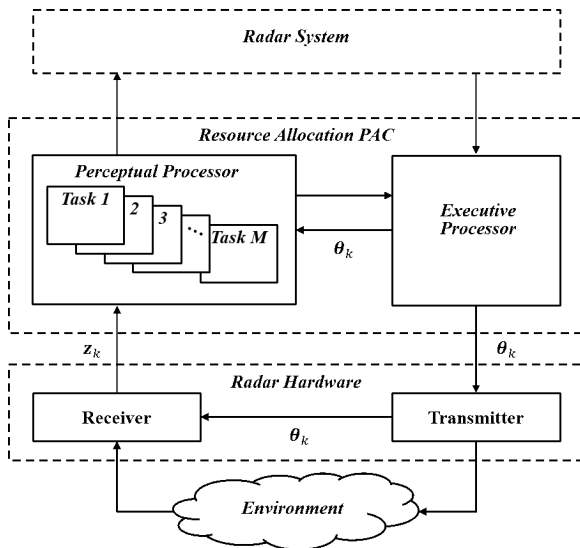 Radar System
Resource Allocation PAC
Perceptual Processor
Task 1
2
3
...
Task M
Executive
Processor
θk
zk
θk
Radar Hardware
Receiver
Transmitter
θk
Environment